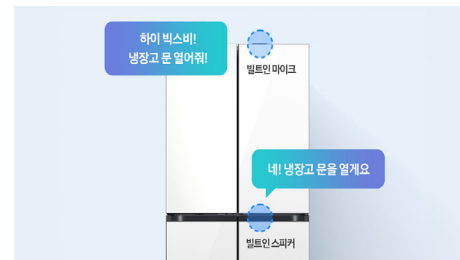 하이 빅스비!
냉장고 문 열어줘!
빌트인 마이크
네! 냉장고 문을 열게요
빌트인 스피커